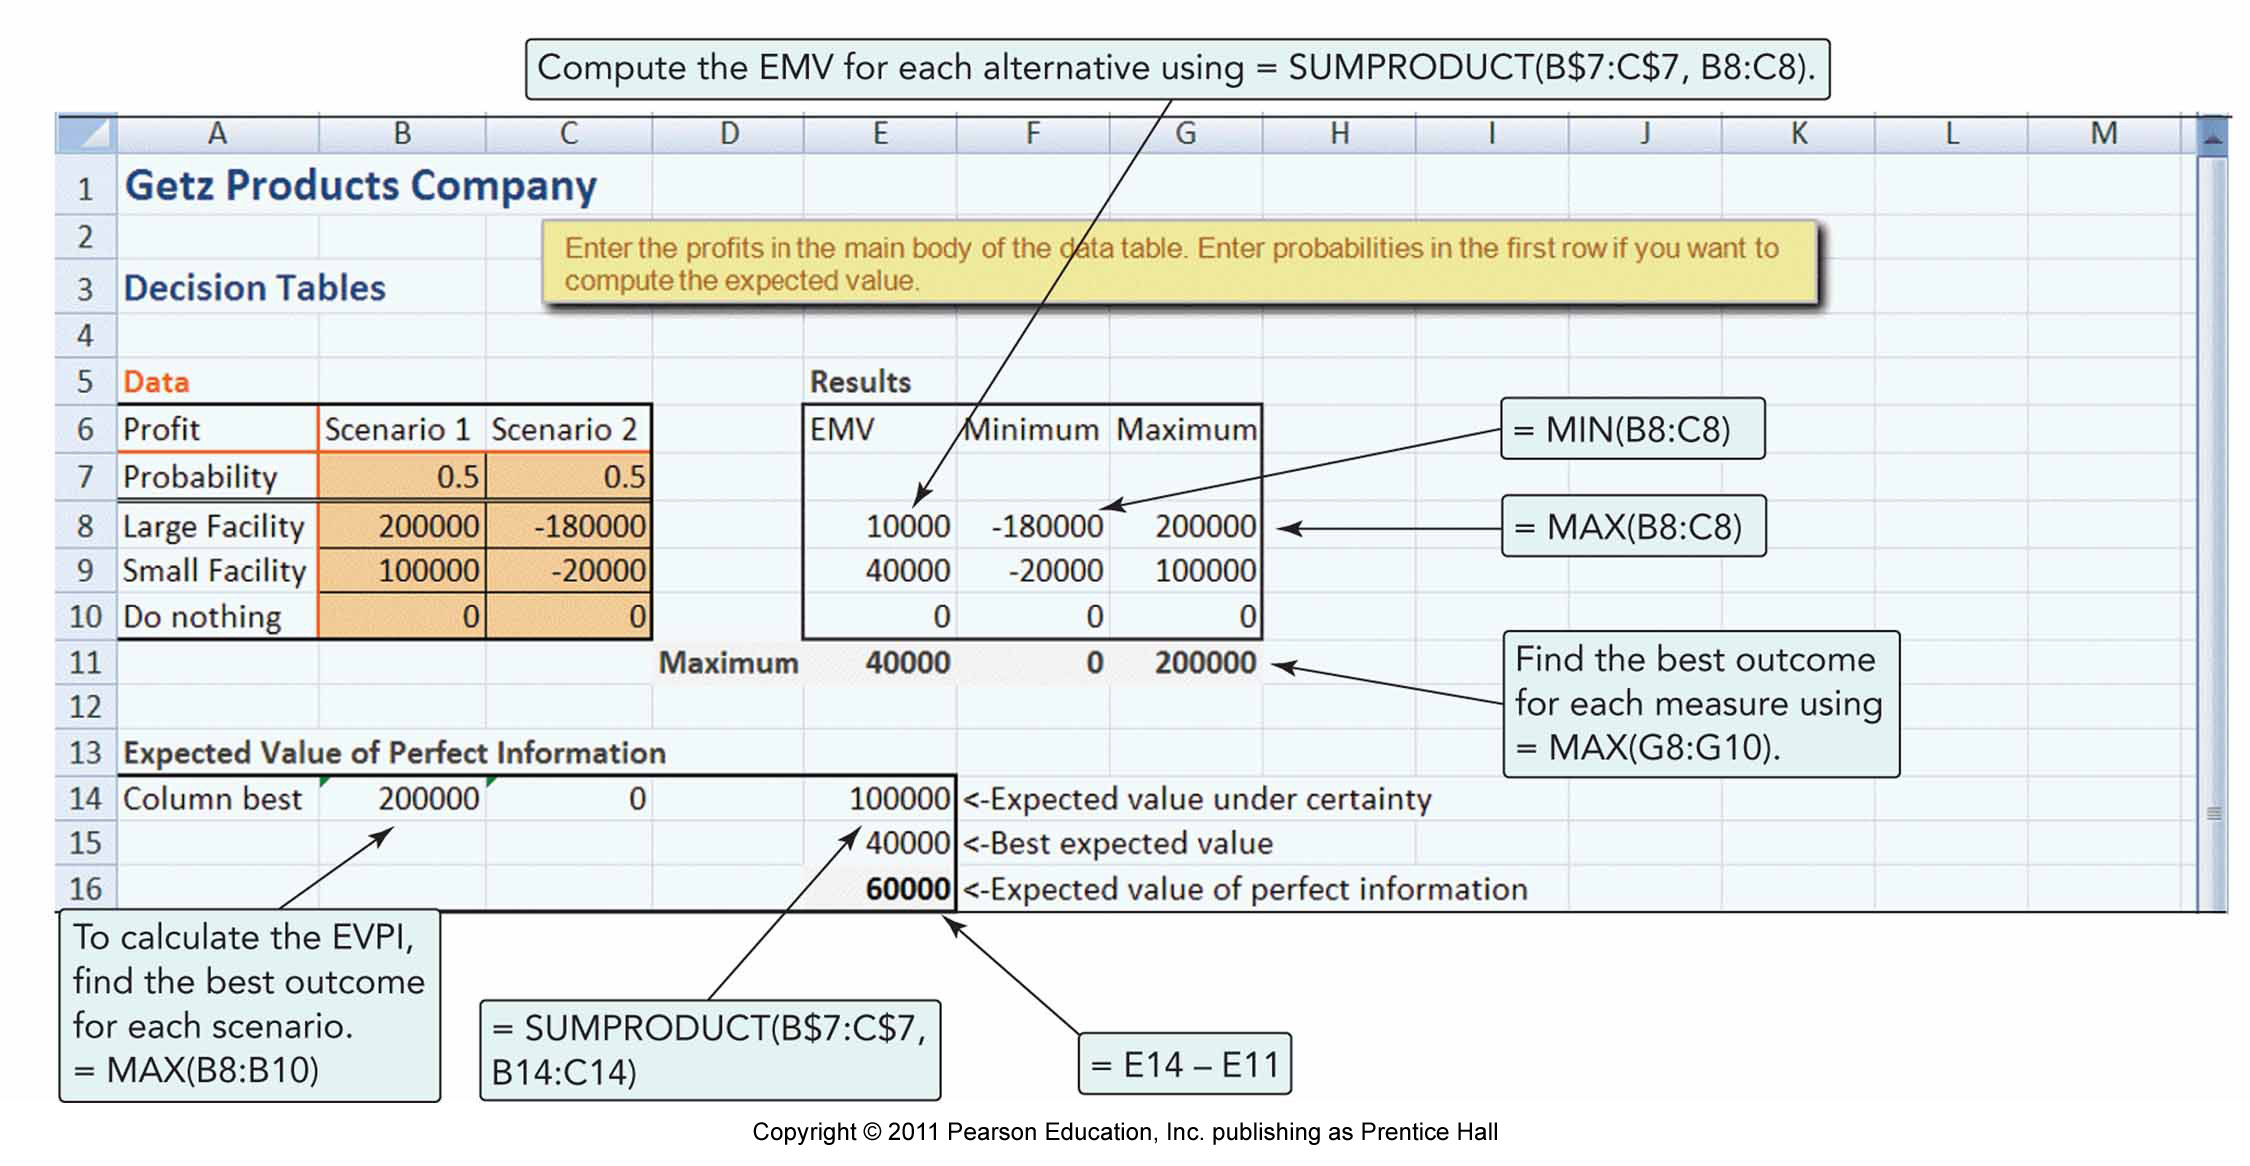 Compute the EMV for each alternative using = SUMPRODUCT(B$7:C$7, B8:C8).
A B C D E F G H I J K L M
1 Getz Products Company
2
Enter the profits in the main body of the data table. Enter probabilities in the first row if you want to
compute the expected value.
3 Decision Tables
4
5 Data Results
6 Profit Scenario 1 Scenario 2 EMV Minimum Maximum
= MIN(B8:C8)
7 Probability 0.5 0.5
8 Large Facility 200000 -180000 10000 -180000 200000
= MAX(B8:C8)
9 Small Facility 100000 -20000 40000 -20000 100000
10 Do nothing 0 0 0 0 0
11 Maximum 40000 0 200000
Find the best outcome
for each measure using
= MAX(G8:G10).
12
13 Expected Value of Perfect Information
14 Column best 200000 0 100000 <-Expected value under certainty
15 40000 <-Best expected value
16 60000 <-Expected value of perfect information
To calculate the EVPI,
find the best outcome
for each scenario.
= MAX(B8:B10)
= SUMPRODUCT(B$7:C$7,
B14:C14)
= E14 – E11
Copyright © 2011 Pearson Education, Inc. publishing as Prentice Hall